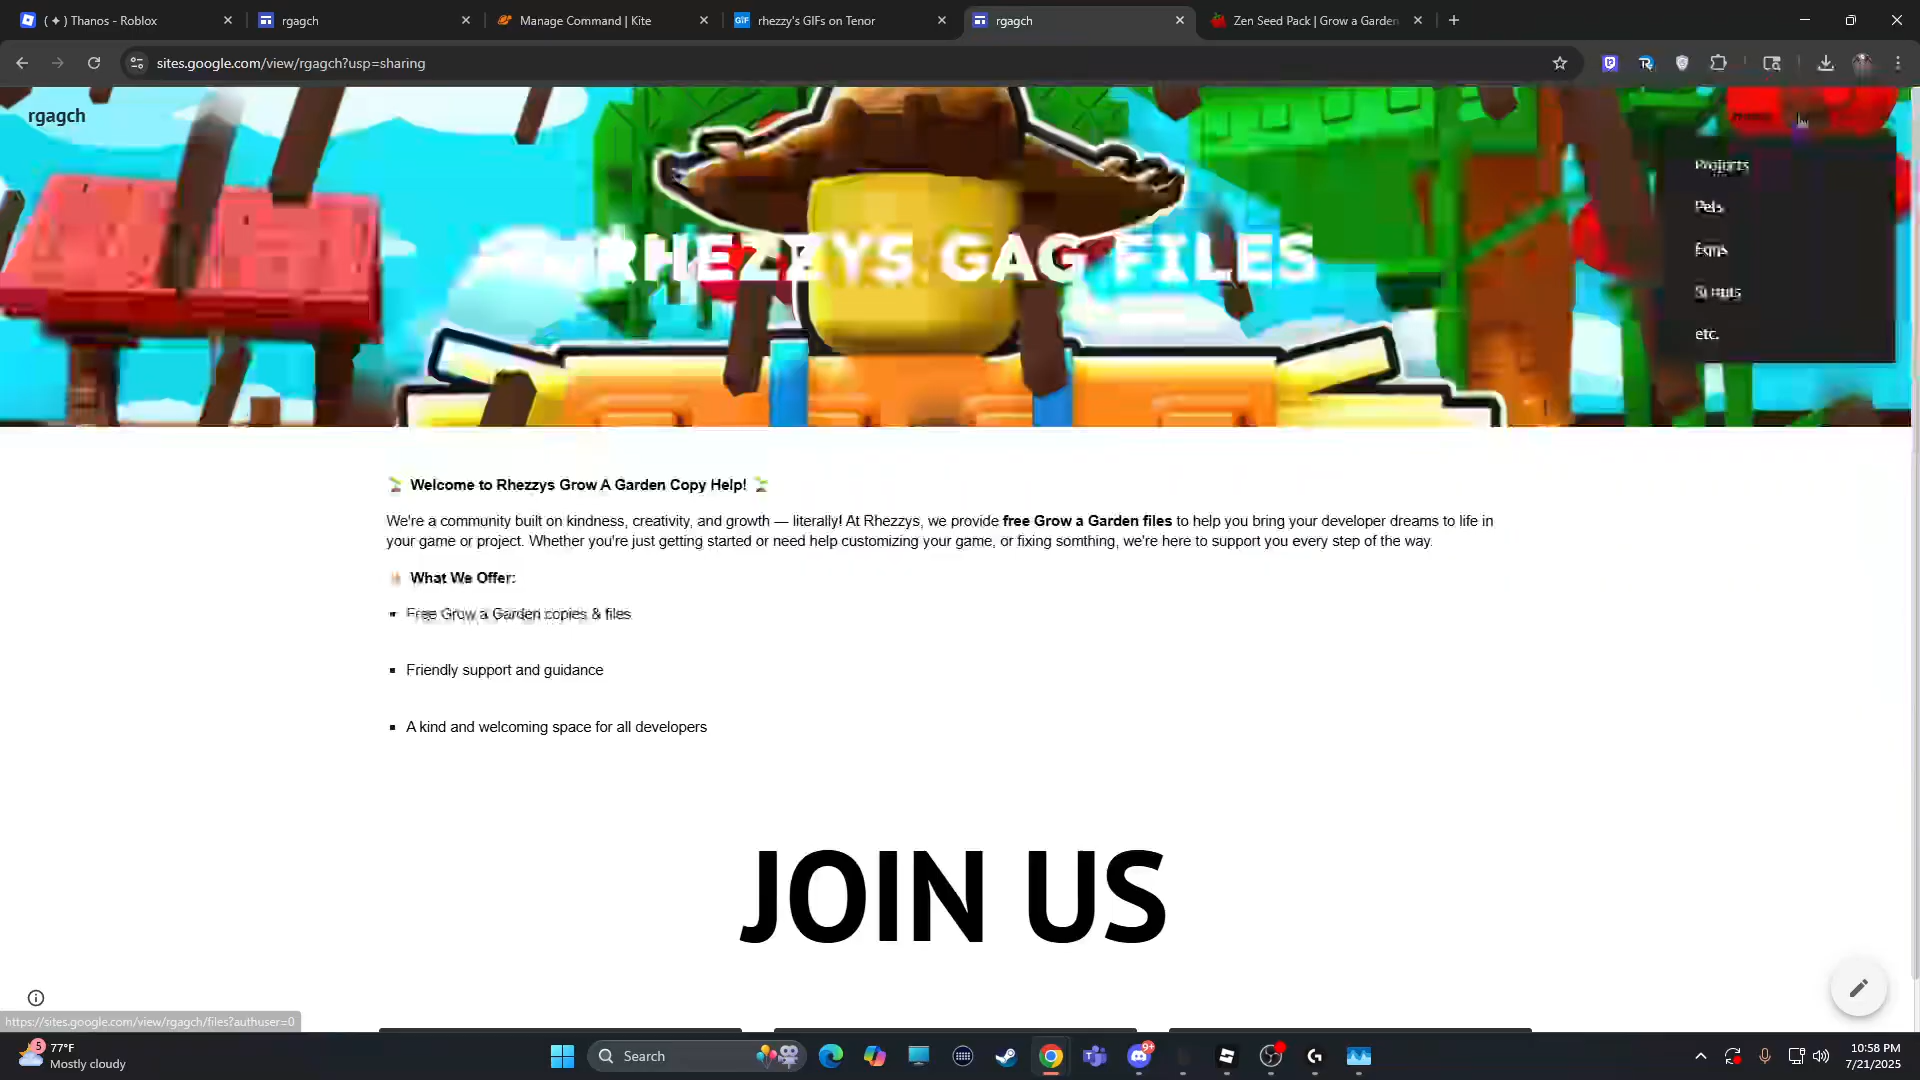 ( ✦ ) Thanos - Roblox
rgagch
Manage Command | Kite
GIF
rhezzy's GIFs on Tenor
rgagch
Zen Seed Pack | Grow a Garden
sites.google.com/view/rgagch?usp=sharing
rgagch
RHEZZYS GAG FILES
Projects
Pets
etc.
Welcome to Rhezzys Grow A Garden Copy Help!
We're a community built on kindness, creativity, and growth — literally! At Rhezzys, we provide free Grow a Garden files to help you bring your developer dreams to life in
your game or project. Whether you're just getting started or need help customizing your game, or fixing somthing, we're here to support you every step of the way.
What We Offer:
Free Grow a Garden copies & files
Friendly support and guidance
A kind and welcoming space for all developers
JOIN US
https://sites.google.com/view/rgagch/files?authuser=0
5
77°F
Mostly cloudy
Search
9+
10:58 PM
7/21/2025